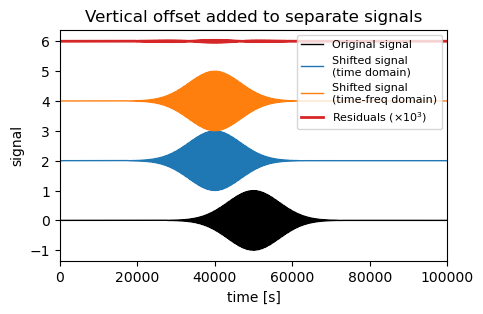 Vertical offset added to separate signals
Original signal
Shifted signal
(time domain)
Shifted signal
(time-freq domain)
Residuals (×10³)
6
5
4
3
2
1
0
−1
signal
0
20000
40000
60000
80000
100000
time [s]